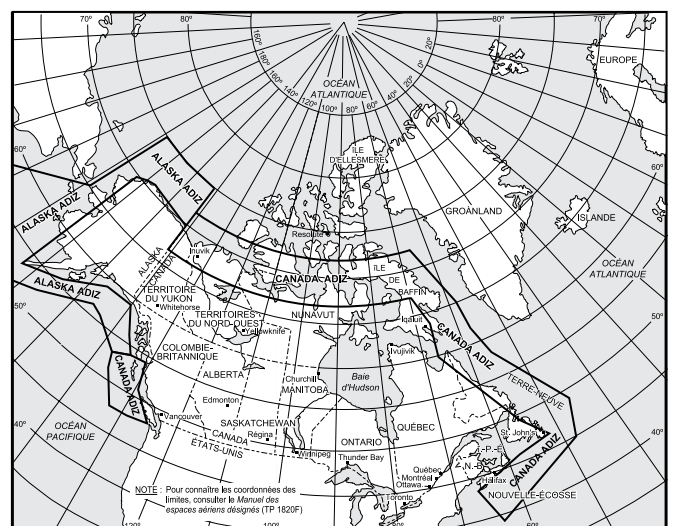 80°
70°
80°
70°
160°
180°
160°
140°
120°
100°
80°
60°
40°
20°
0°
20°
EUROPE
OCÉAN
ATLANTIQUE
60°
60°
ÎLE
D'ELLESMERE
ALASKA ADIZ
ALASKA ADIZ
GROÀNLAND
ISLANDE
Resolute
Inuvik
ALASKA
CANADA
CANADA ADIZ
ÎLE
DE
BAFFIN
OCÉAN
ATLANTIQUE
ALASKA ADIZ
TERRITOIRE
DU YUKON
Whitehorse
TERRITOIRES
DU NORD-OUEST
Yellowknife
NUNAVUT
Iqaluit
50°
50°
CANADA ADIZ
COLOMBIE-
BRITANNIQUE
Ivujivik
CANADA ADIZ
ALBERTA
Churchill
MANITOBA
Baie
d'Hudson
TERRE-NEUVE
Edmonton
Vancouver
SASKATCHEWAN
Régina
CANADA
ÉTATS-UNIS
Winnipeg
ONTARIO
QUÉBEC
St. John's
40°
40°
OCÉAN
PACIFIQUE
Thunder Bay
Î.-P.-É.
N.-B.
CANADA ADIZ
Québec
Montréal
Ottawa
Halifax
NOUVELLE-ÉCOSSE
Toronto
NOTE : Pour connaître les coordonnées des
limites, consulter le Manuel des
espaces aériens désignés (TP 1820F)
120°
100°
80°
60°